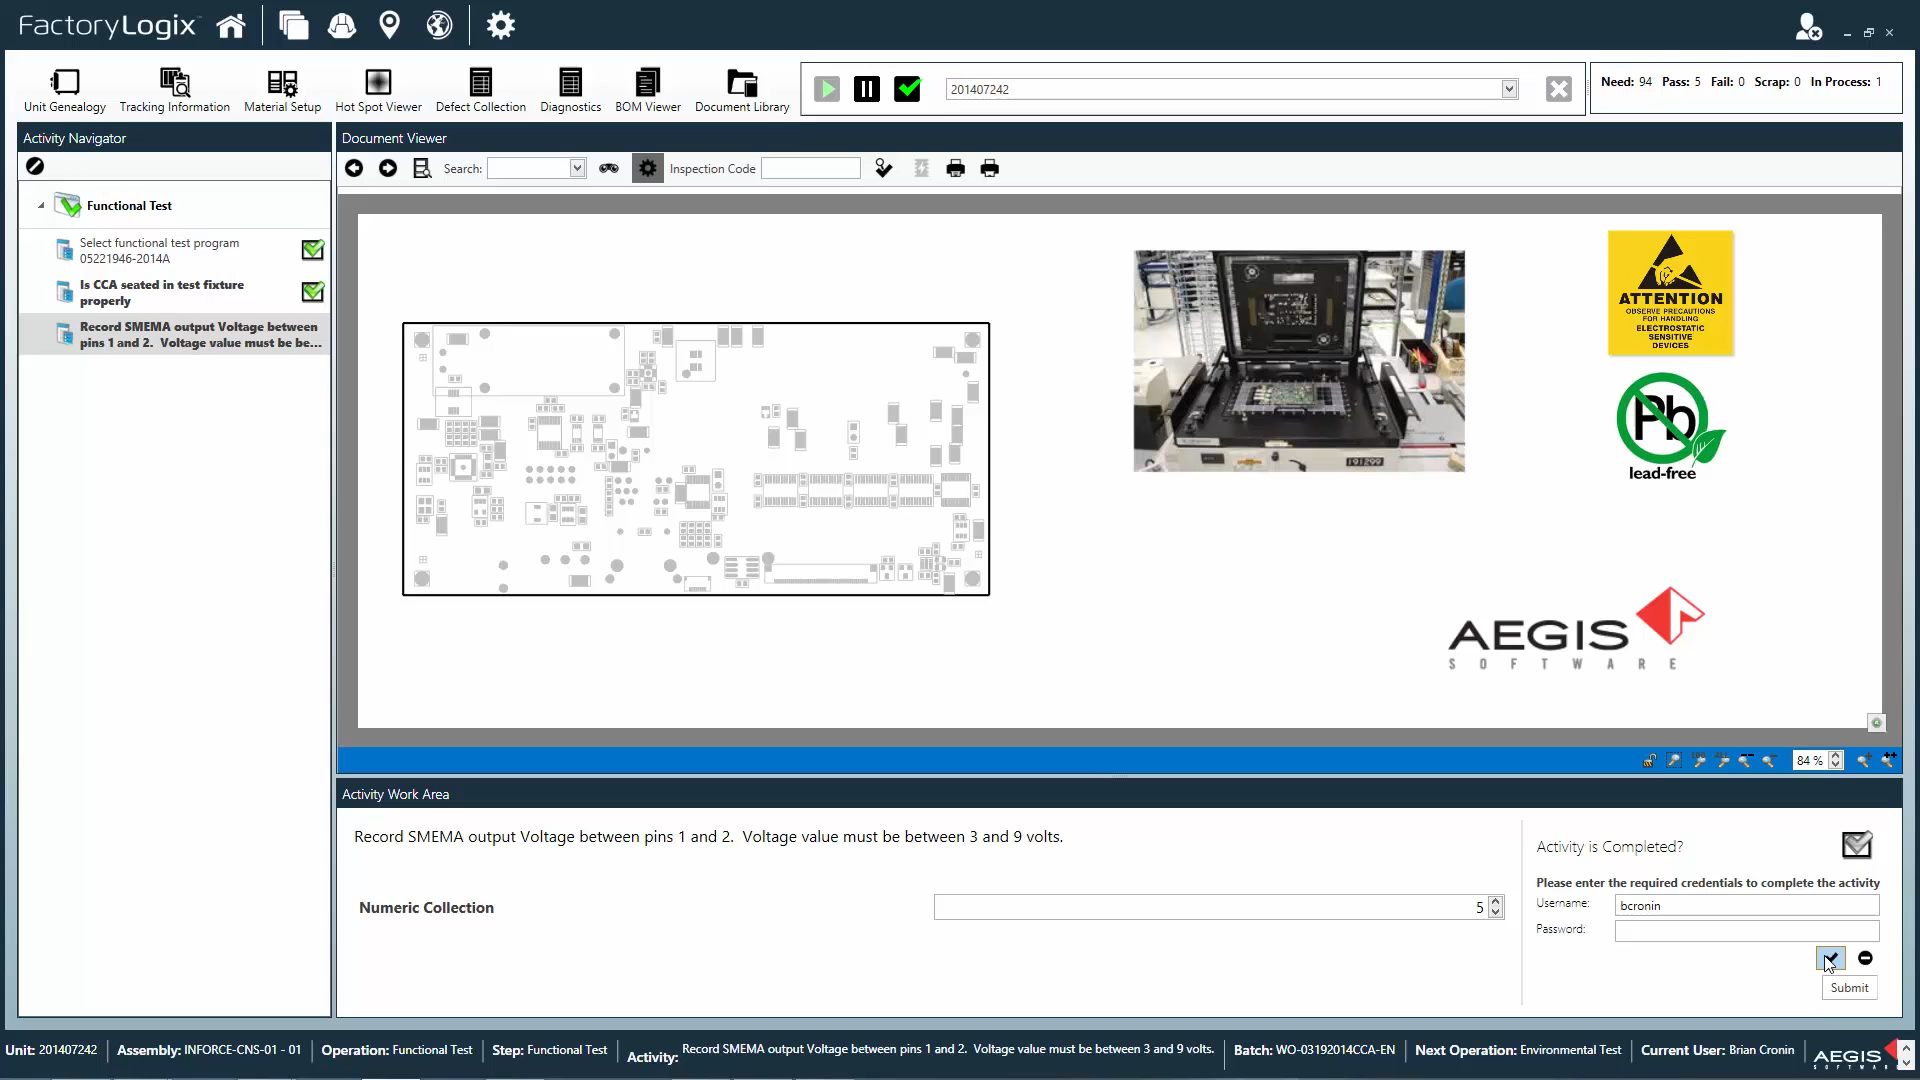 FactoryLogix
Unit Genealogy
Tracking Information
Material Setup
Hot Spot Viewer
Defect Collection
Diagnostics
BOM Viewer
Document Library
201407242
Need: 94 Pass: 5 Fail: 0 Scrap: 0 In Process: 1
Activity Navigator
Document Viewer
Search:
Inspection Code
Functional Test
Select functional test program
05221946-2014A
Is CCA seated in test fixture
properly
Record SMEMA output Voltage between
pins 1 and 2. Voltage value must be be...
191299
ATTENTION
OBSERVE PRECAUTIONS
FOR HANDLING
ELECTROSTATIC
SENSITIVE
DEVICES
Pb
lead-free
AEGIS
SOFTWARE
84 %
Activity Work Area
Record SMEMA output Voltage between pins 1 and 2. Voltage value must be between 3 and 9 volts.
Numeric Collection
5
Activity is Completed?
Please enter the required credentials to complete the activity
Username:
bcronin
Password:
Submit
Unit: 201407242
Assembly: INFORCE-CNS-01 - 01
Operation: Functional Test
Step: Functional Test
Activity: Record SMEMA output Voltage between pins 1 and 2. Voltage value must be between 3 and 9 volts.
Batch: WO-03192014CCA-EN
Next Operation: Environmental Test
Current User: Brian Cronin
AEGIS